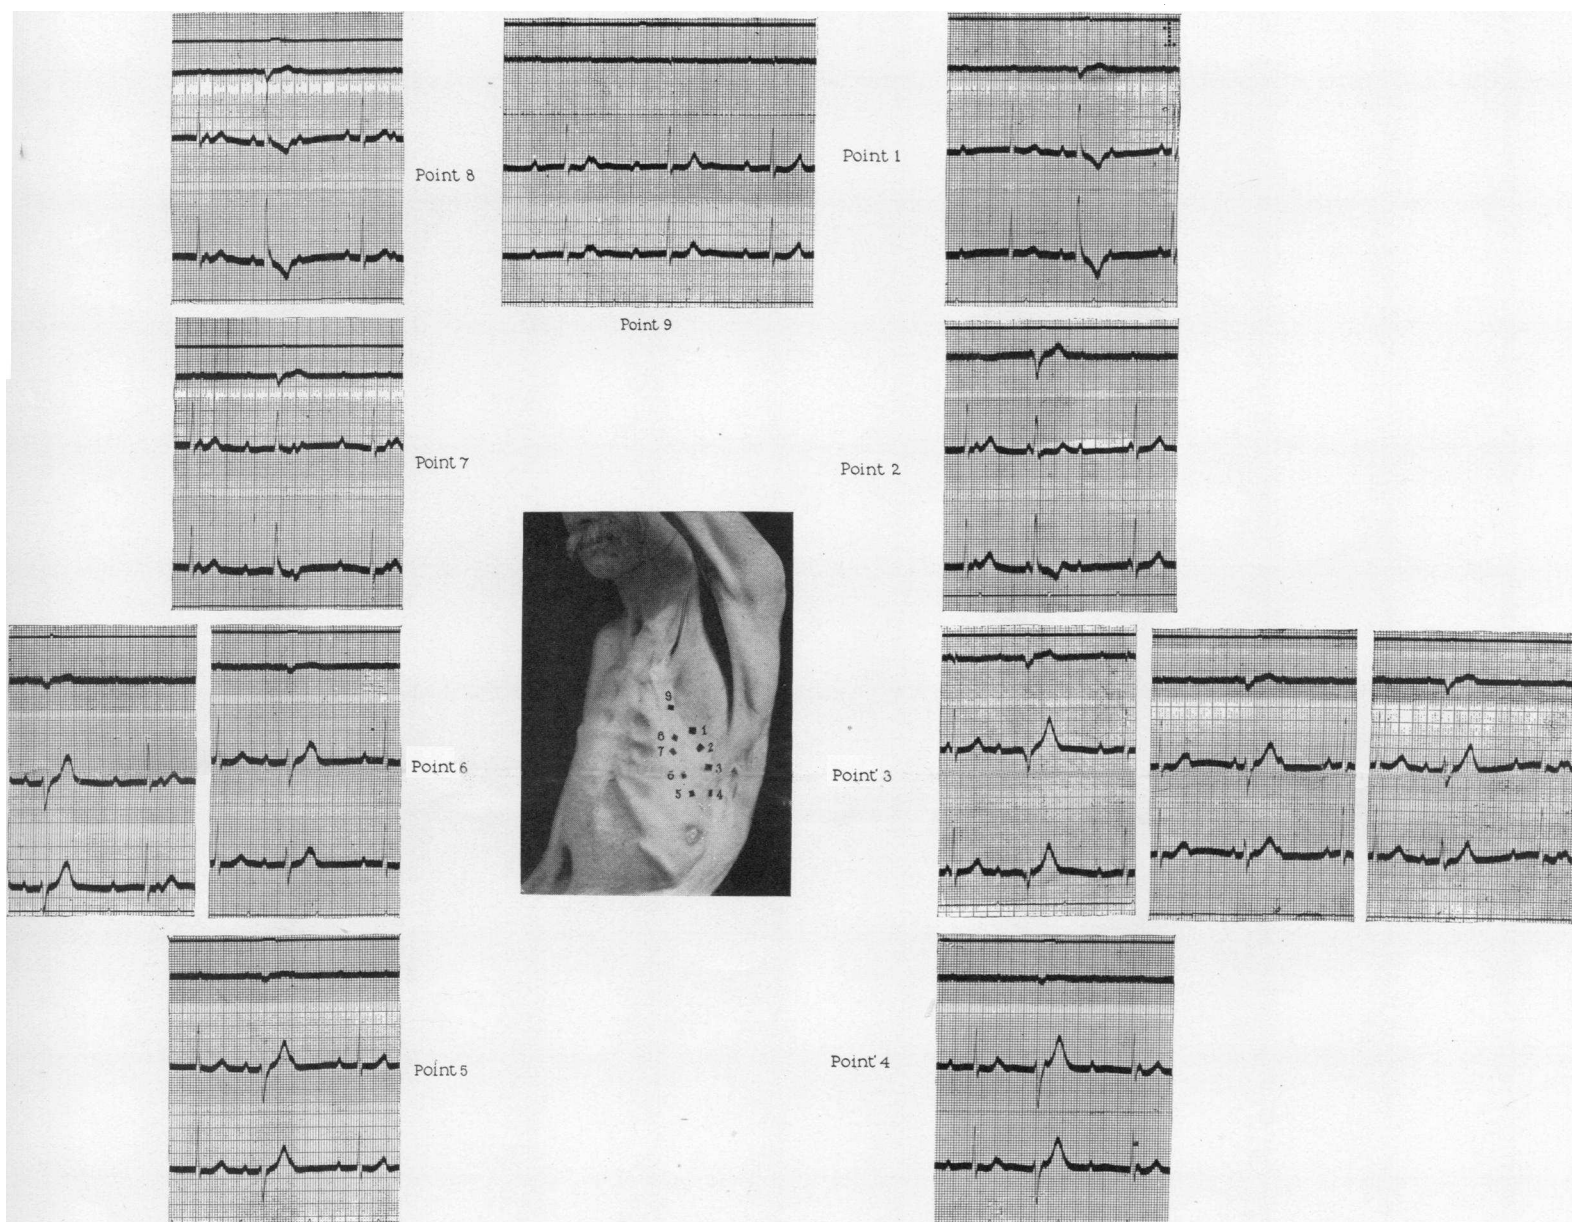 Point 8
Point 9
Point 1
Point 7
Point 2
Point 6
Point 3
Point 5
Point 4
9
1
8
2
7
3
6
5
4